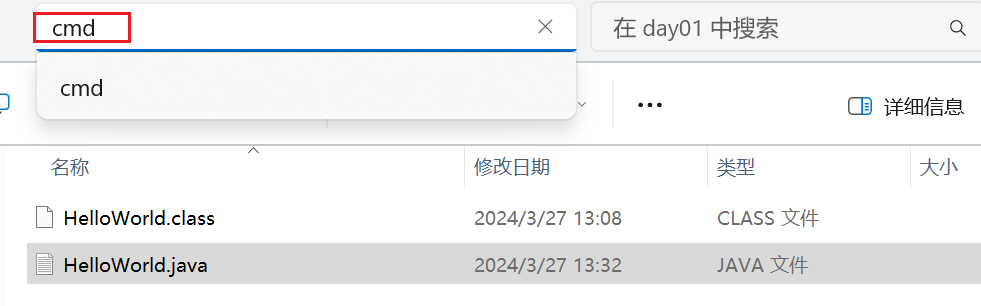 cmd
在 day01 中搜索
cmd
详细信息
名称 修改日期 类型 大小
HelloWorld.class 2024/3/27 13:08 CLASS 文件
HelloWorld.java 2024/3/27 13:32 JAVA 文件